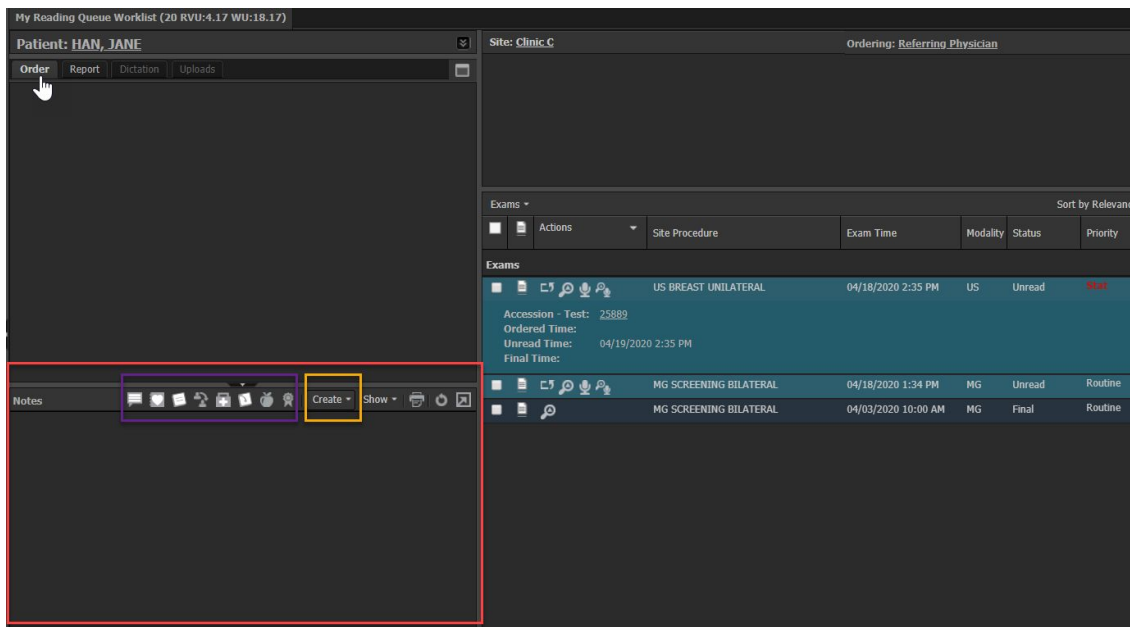 My Reading Queue Worklist (20 RVU:4.17 WU:18.17)
Patient: HAN, JANE
Order Report Dictation Uploads
Notes Create Show
Site: Clinic C Ordering: Referring Physician
Exams Sort by Relevanc
Actions Site Procedure Exam Time Modality Status Priority
Exams
US BREAST UNILATERAL 04/18/2020 2:35 PM US Unread Stat
Accession - Test: 25889
Ordered Time:
Unread Time: 04/19/2020 2:35 PM
Final Time:
MG SCREENING BILATERAL 04/18/2020 1:34 PM MG Unread Routine
MG SCREENING BILATERAL 04/03/2020 10:00 AM MG Final Routine